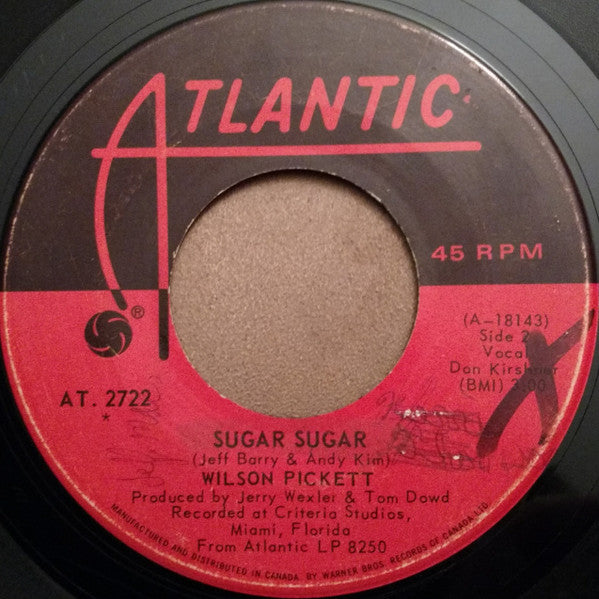 ATLANTIC
45 RPM
®
(A-18143)
Side 2
Vocal
Don Kirshner
(BMI) 3:00
AT. 2722
*
SUGAR SUGAR
(Jeff Barry & Andy Kim)
WILSON PICKETT
Produced by Jerry Wexler & Tom Dowd
Recorded at Criteria Studios,
Miami, Florida
From Atlantic LP 8250
MANUFACTURED AND DISTRIBUTED IN CANADA BY WARNER BROS. RECORDS OF CANADA LTD.